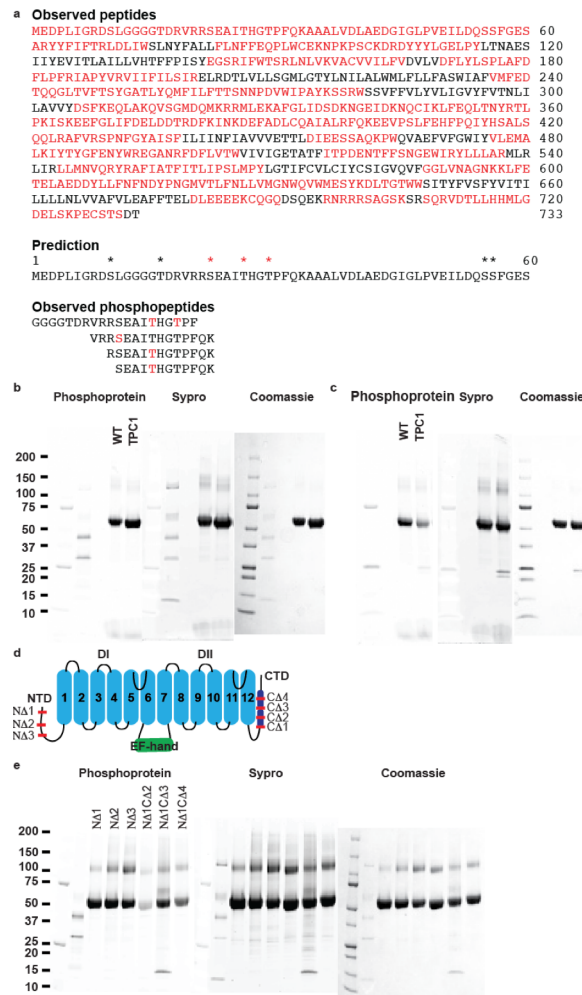 a Observed peptides
MEDPLIGRDSLGGGGTDRVRRSEAITHGTPFQKAAALVDLAEDGIGLPVEILDQSSFGES 60
ARYYFIFTRLDLIWSLNYFALLFLNFFEQPLWCEKNPKPSCKDRDYYYLGELPYLTNAES 120
IIYEVITLAILLVHTFFPISYEGSRIFWTSRLNLVKVACVVILFVDVLVDFLYLSPLAFD 180
FLPFRIAPYVRVIIFILSIRELRDTLVLLSGMLGTYLNILALWMLFLLFASWIAFVMFED 240
TQQGLTVFTSYGATLYQMFILFTTSNNPDVWIPAYKSSRWSSVFFVLYVLIGVYFVTNLI 300
LAVVYDSFKEQLAKQVSGMDQMKRRMLEKAFGLIDSDKNGEIDKNQCIKLFEQLTNYRTL 360
PKISKEEFGLIFDELDDTRDFKINKDEFADLCQAIALRFQKEEVPSLFEHFPQIYHSALS 420
QQLRAFVRSPNFGYAISFILIINFIAVVVETTLDIEESSAQKPWQVAEFVFGWIYVLEMA 480
LKIYTYGFENYWREGANRFDFLVTWVIVIGETATFITPDENTFFSNGEWIRYLLLARMLR 540
LIRLLMNVQRYRAFIATFITLIPSLMPYLGTIFCVLCIYCSIGVQVFGGLVNAGNKKLFE 600
TELAEDDYLLFNFNDYPNGMVTLFNLLVMGNWQVWMESYKDLTGTWWSITYFVSFYVITI 660
LLLLNLVVAFVLEAFFTELDLEEEEKCQGQDSQEKRNRRRSAGSKSRSQRVDTLLHHMLG 720
DELSKPECSTSDT 733
Prediction
1 60
* * * * * **
MEDPLIGRDSLGGGGTDRVRRSEAITHGTPFQKAAALVDLAEDGIGLPVEILDQSSFGES
Observed phosphopeptides
GGGGTDRVRRSEAITHGTPF
VRRSEAITHGTPFQK
RSEAITHGTPFQK
SEAITHGTPFQK
b Phosphoprotein Sypro Coomassie
WT TPC1
200
150
100
75
50
37
25
20
15
10
c Phosphoprotein Sypro Coomassie
WT TPC1
d DI DII
NTD CTD
1 2 3 4 5 6 7 8 9 10 11 12
NΔ1
NΔ2
NΔ3
CΔ4
CΔ3
CΔ2
CΔ1
EF-hand
e Phosphoprotein Sypro Coomassie
NΔ1 NΔ2 NΔ3 NΔ1CΔ2 NΔ1CΔ3 NΔ1CΔ4
200
150
100
75
50
37
25
20
15
10